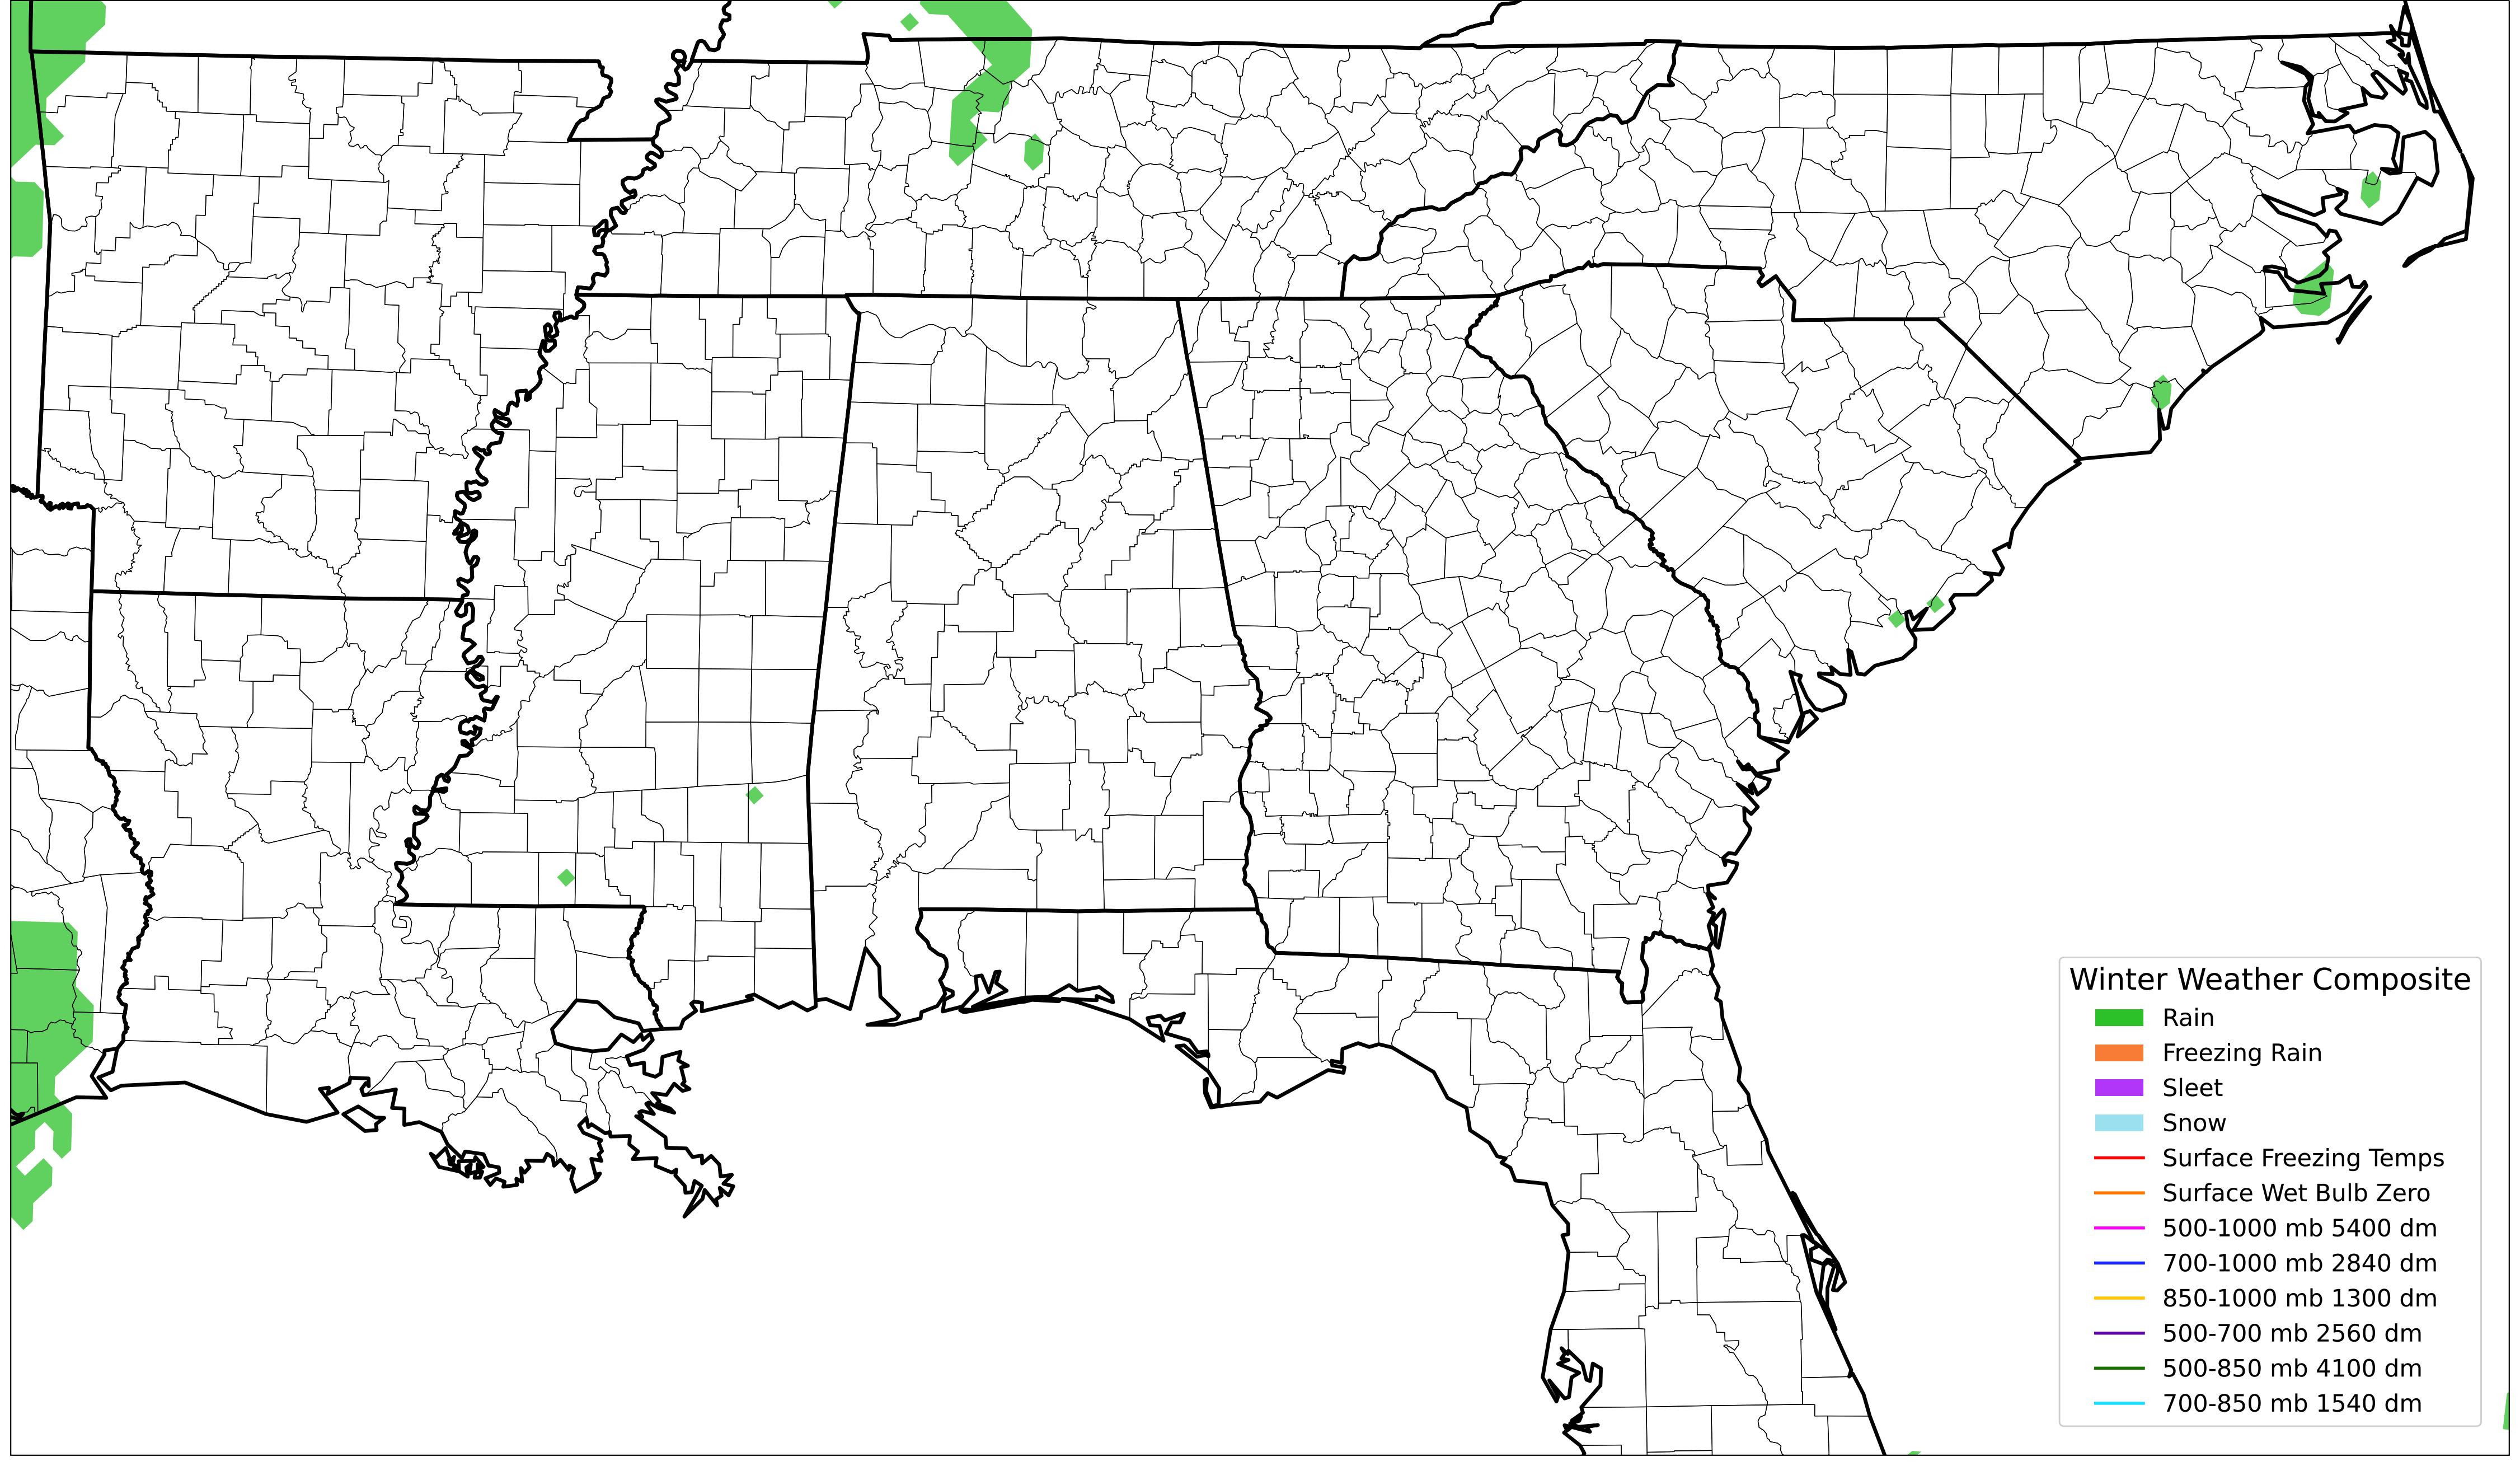 Winter Weather Composite
Rain
Freezing Rain
Sleet
Snow
Surface Freezing Temps
Surface Wet Bulb Zero
500-1000 mb 5400 dm
700-1000 mb 2840 dm
850-1000 mb 1300 dm
500-700 mb 2560 dm
500-850 mb 4100 dm
700-850 mb 1540 dm